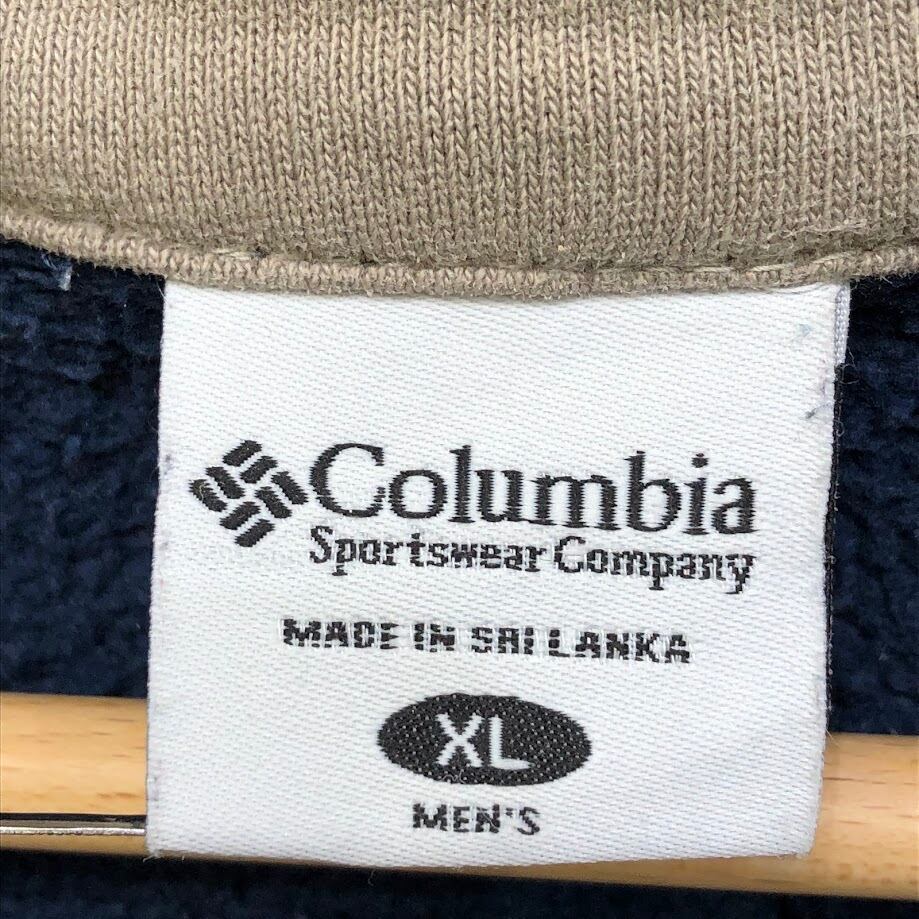 Columbia
Sportswear Company
MADE IN SRI LANKA
XL
MEN'S